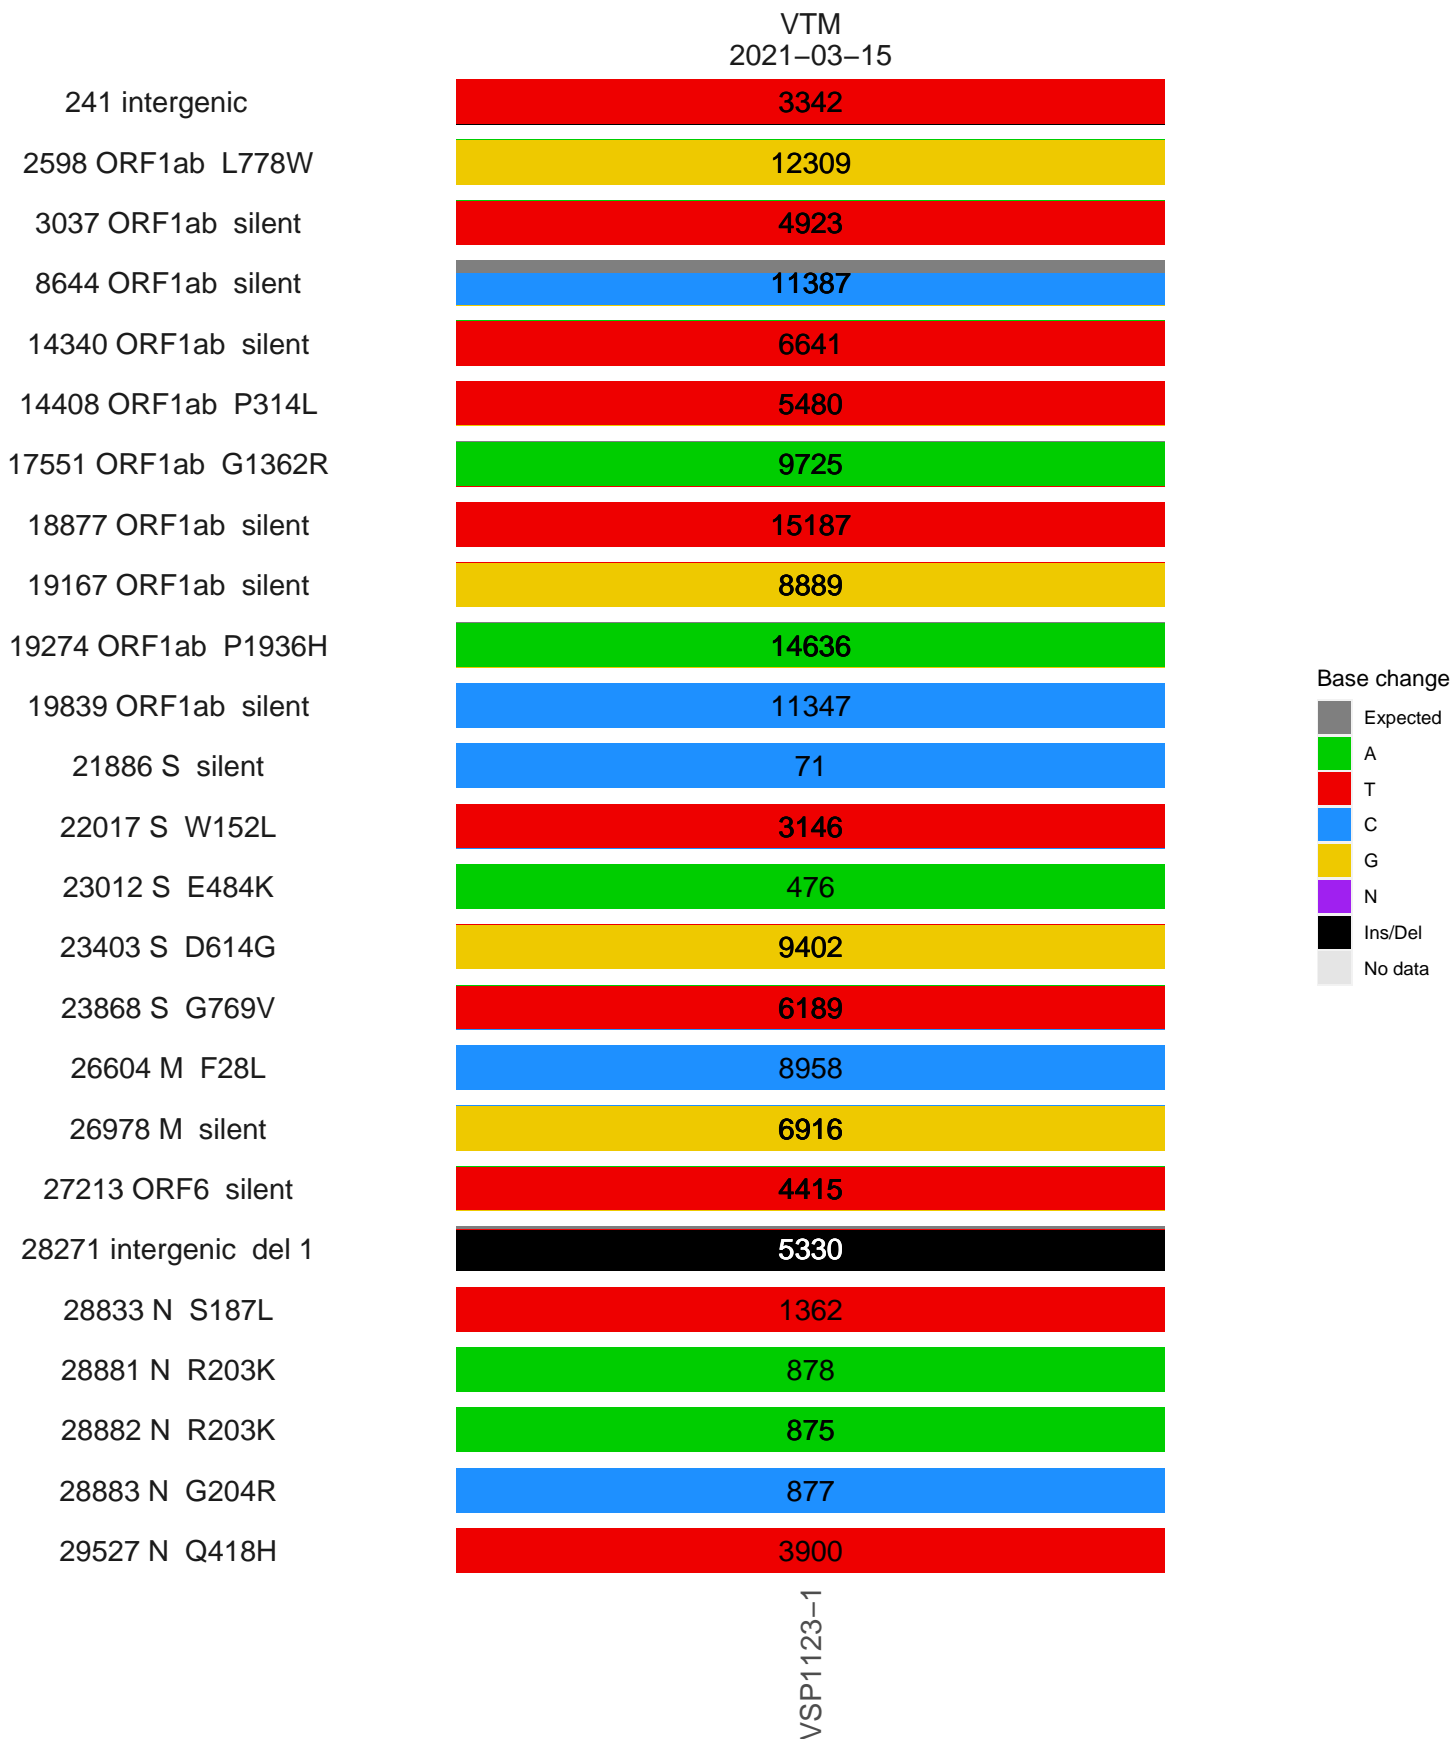 VTM
2021−03−15
241 intergenic 3342
2598 ORF1ab L778W 12309
3037 ORF1ab silent 4923
8644 ORF1ab silent 11387
14340 ORF1ab silent 6641
14408 ORF1ab P314L 5480
17551 ORF1ab G1362R 9725
18877 ORF1ab silent 15187
19167 ORF1ab silent 8889
19274 ORF1ab P1936H 14636
19839 ORF1ab silent 11347
21886 S silent 71
22017 S W152L 3146
23012 S E484K 476
23403 S D614G 9402
23868 S G769V 6189
26604 M F28L 8958
26978 M silent 6916
27213 ORF6 silent 4415
28271 intergenic del 1 5330
28833 N S187L 1362
28881 N R203K 878
28882 N R203K 875
28883 N G204R 877
29527 N Q418H 3900
VSP1123−1
Base change
Expected
A
T
C
G
N
Ins/Del
No data